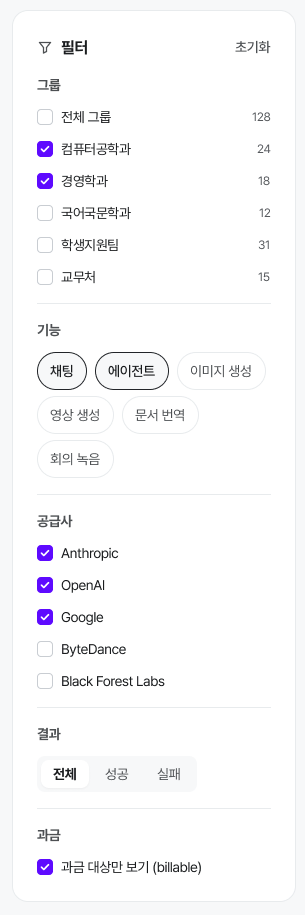 필터 초기화
그룹
전체 그룹 128
컴퓨터공학과 24
경영학과 18
국어국문학과 12
학생지원팀 31
교무처 15
기능
채팅 에이전트 이미지 생성
영상 생성 문서 번역
회의 녹음
공급사
Anthropic
OpenAI
Google
ByteDance
Black Forest Labs
결과
전체 성공 실패
과금
과금 대상만 보기 (billable)